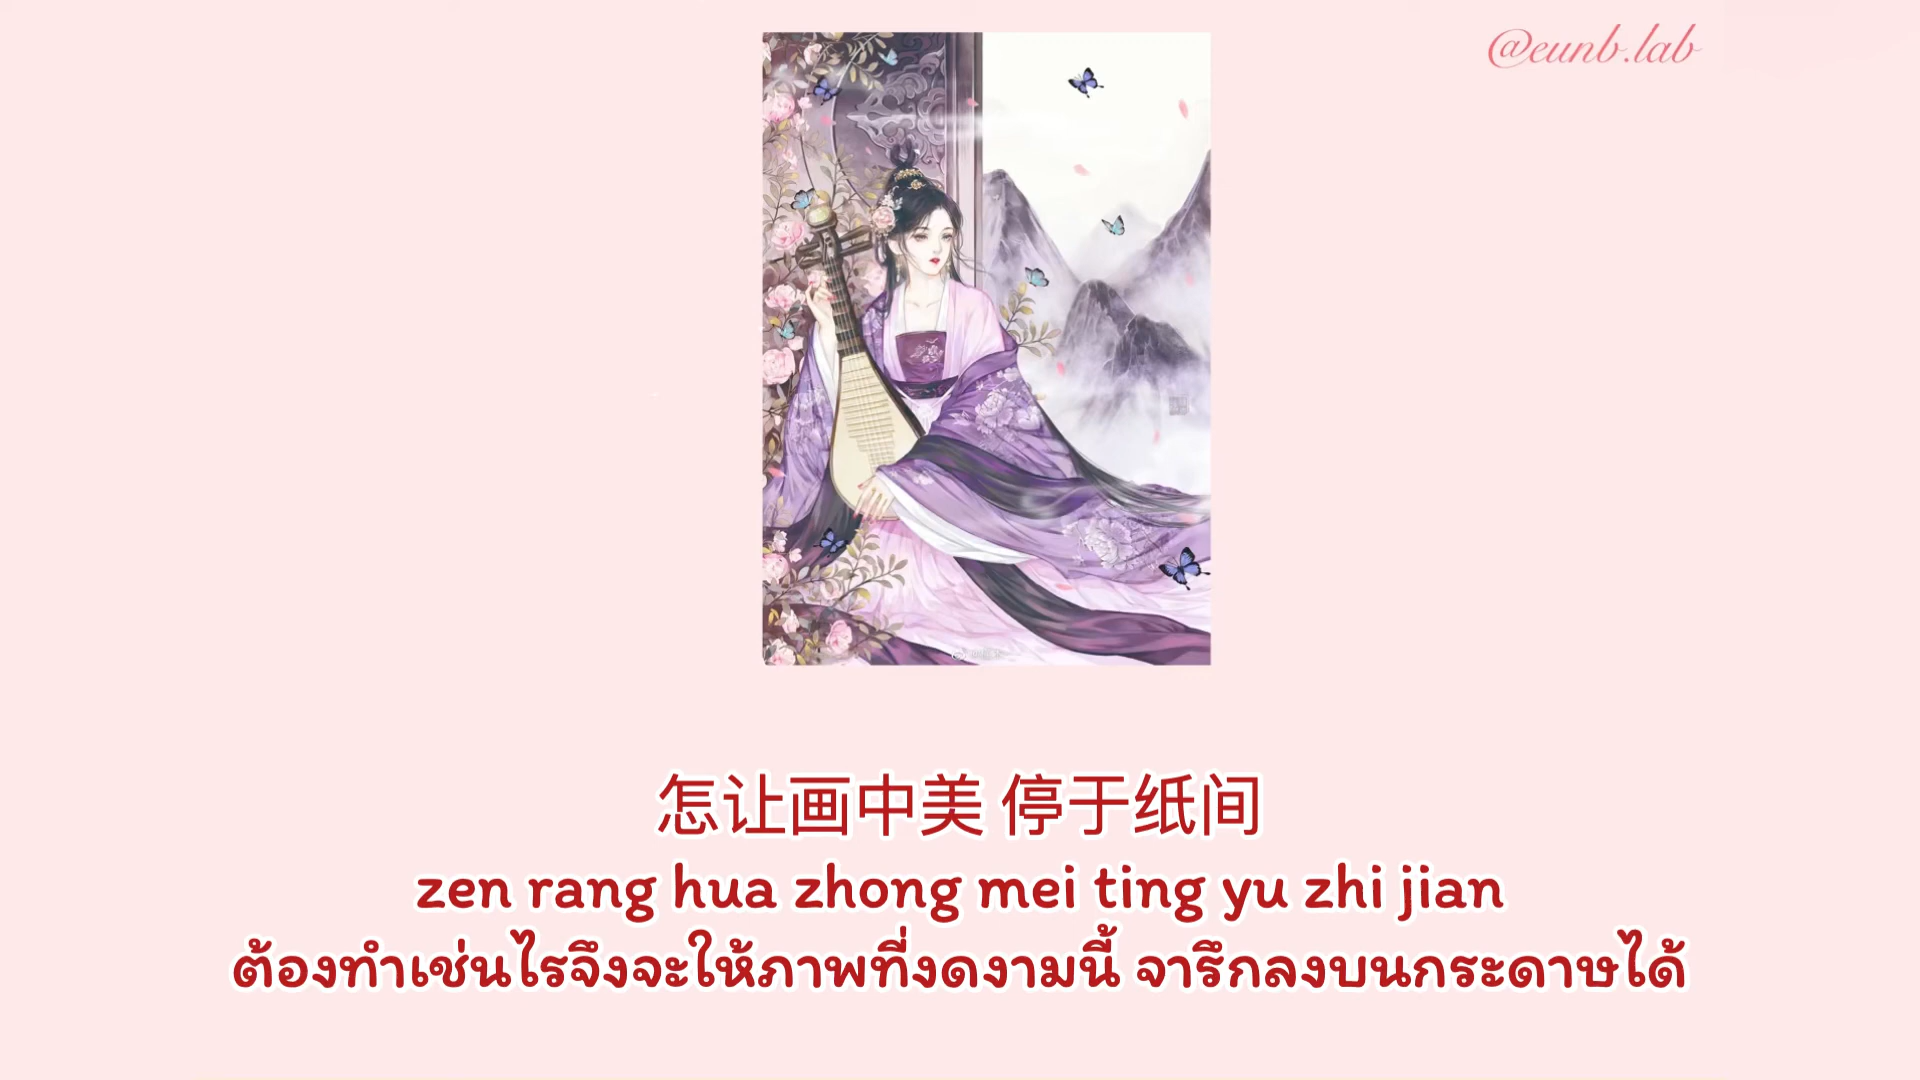 @eunb.lab
怎让画中美 停于纸间
zen rang hua zhong mei ting yu zhi jian
ต้องทำเช่นไรจึงจะให้ภาพที่งดงามนี้ จารึกลงบนกระดาษได้